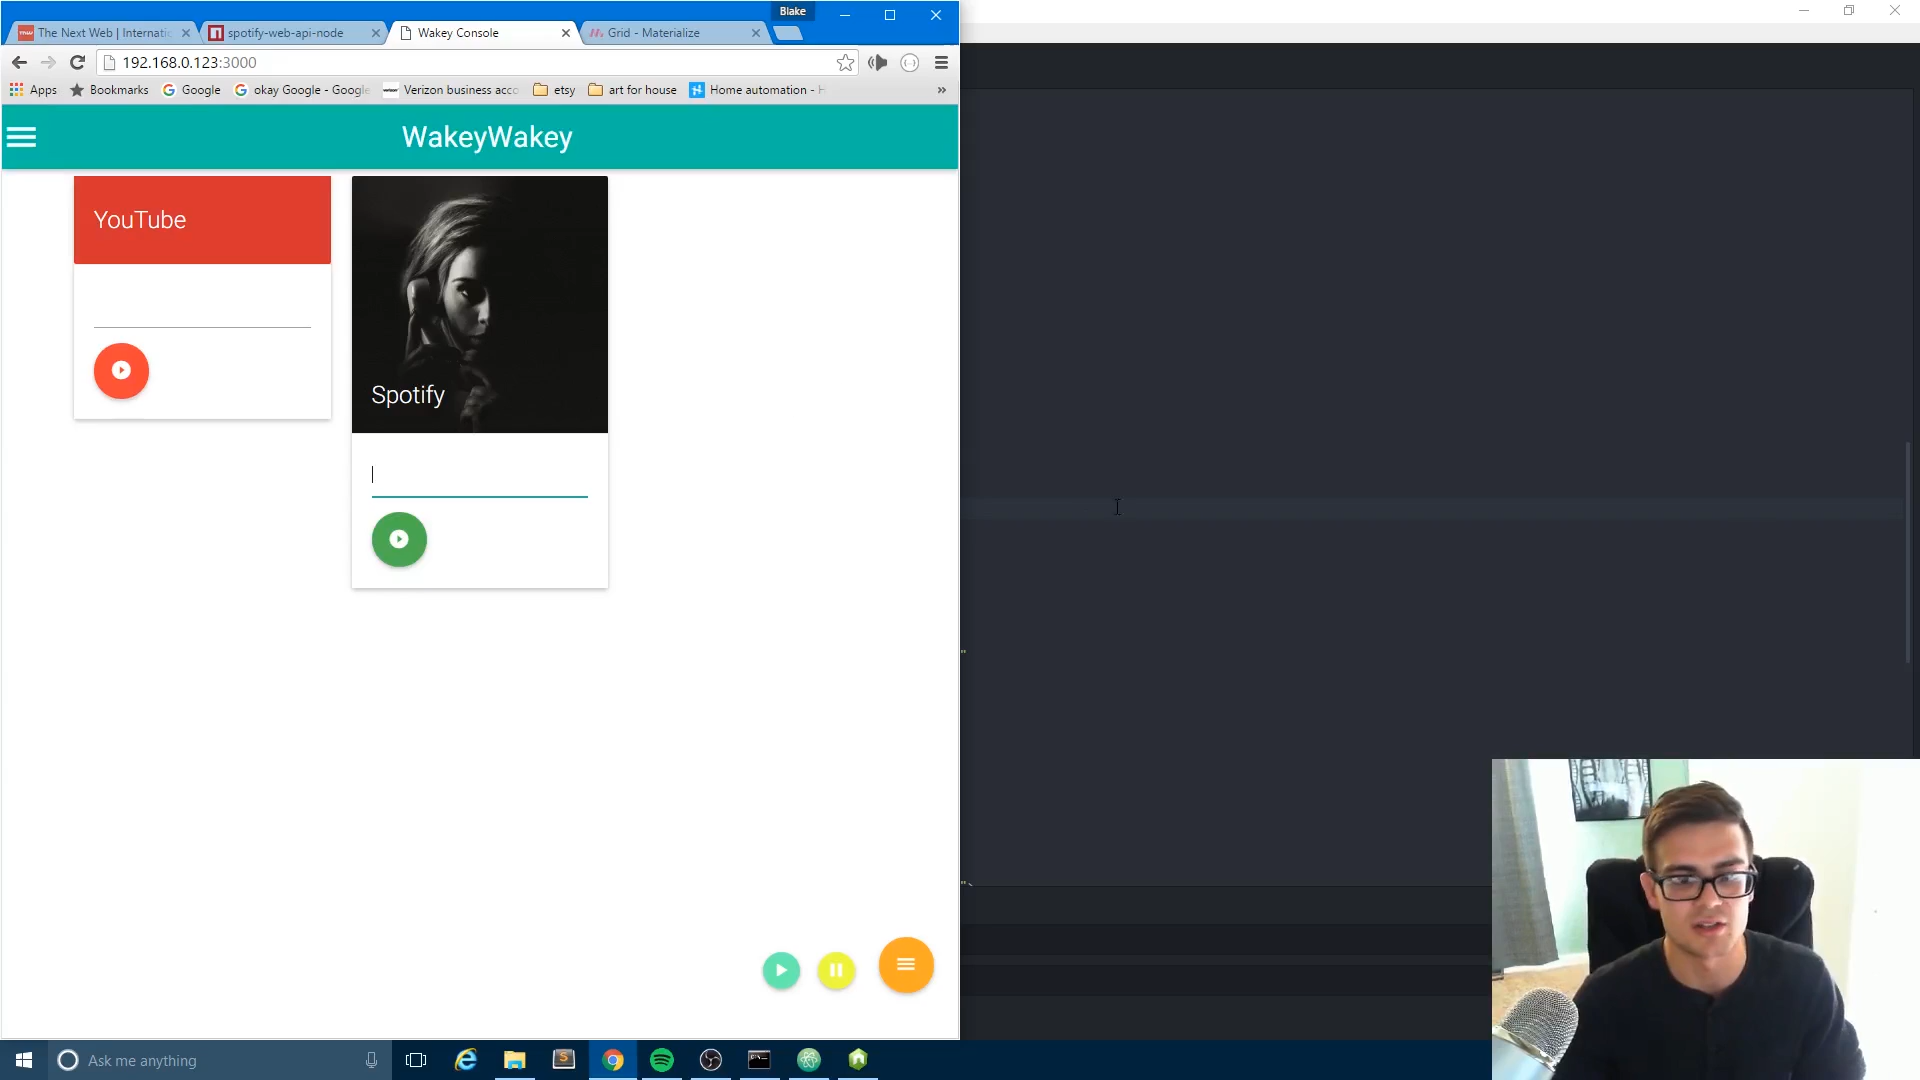 Blake
The Next Web | Internatic
spotify-web-api-node
Wakey Console
Grid - Materialize
192.168.0.123:3000
Apps
Bookmarks
Google
okay Google - Google
Verizon business acco
etsy
art for house
Home automation - H
»
WakeyWakey
YouTube
Spotify
"
"`
Ask me anything